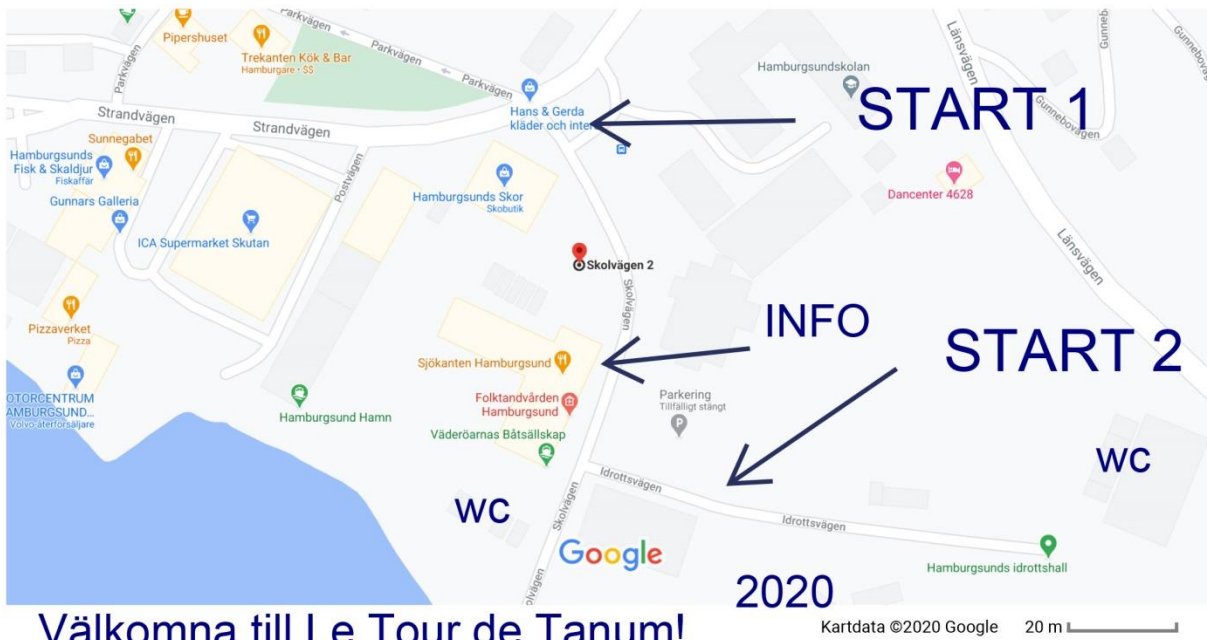 Parkvägen
Parkvägen
Parkvägen
Parkvägen
Pipershuset
Trekanten Kök & Bar
Hamburgare • $$
Hans & Gerda
kläder och inter
Hamburgsundskolan
START 1
Länsvägen
Gunnebovägen
Strandvägen
Strandvägen
Sunnegabet
Hamburgsunds
Fisk & Skaldjur
Fiskaffär
Gunnars Galleria
ICA Supermarket Skutan
Postvägen
Hamburgsunds Skor
Skobutik
Dancenter 4628
Länsvägen
Skolvägen 2
Skolvägen
INFO
START 2
Pizzaverket
Pizza
OTORCENTRUM
AMBURGSUND...
Volvo-återförsäljare
Sjökanten Hamburgsund
Folktandvården
Hamburgsund
Hamburgsund Hamn
Väderöarnas Båtsällskap
Parkering
Tillfälligt stängt
P
wc
wc
Idrottsvägen
Idrottsvägen
Skolvägen
Skolvägen
Google
Hamburgsunds idrottshall
2020
Välkomna till Le Tour de Tanum!
Kartdata ©2020 Google
20 m